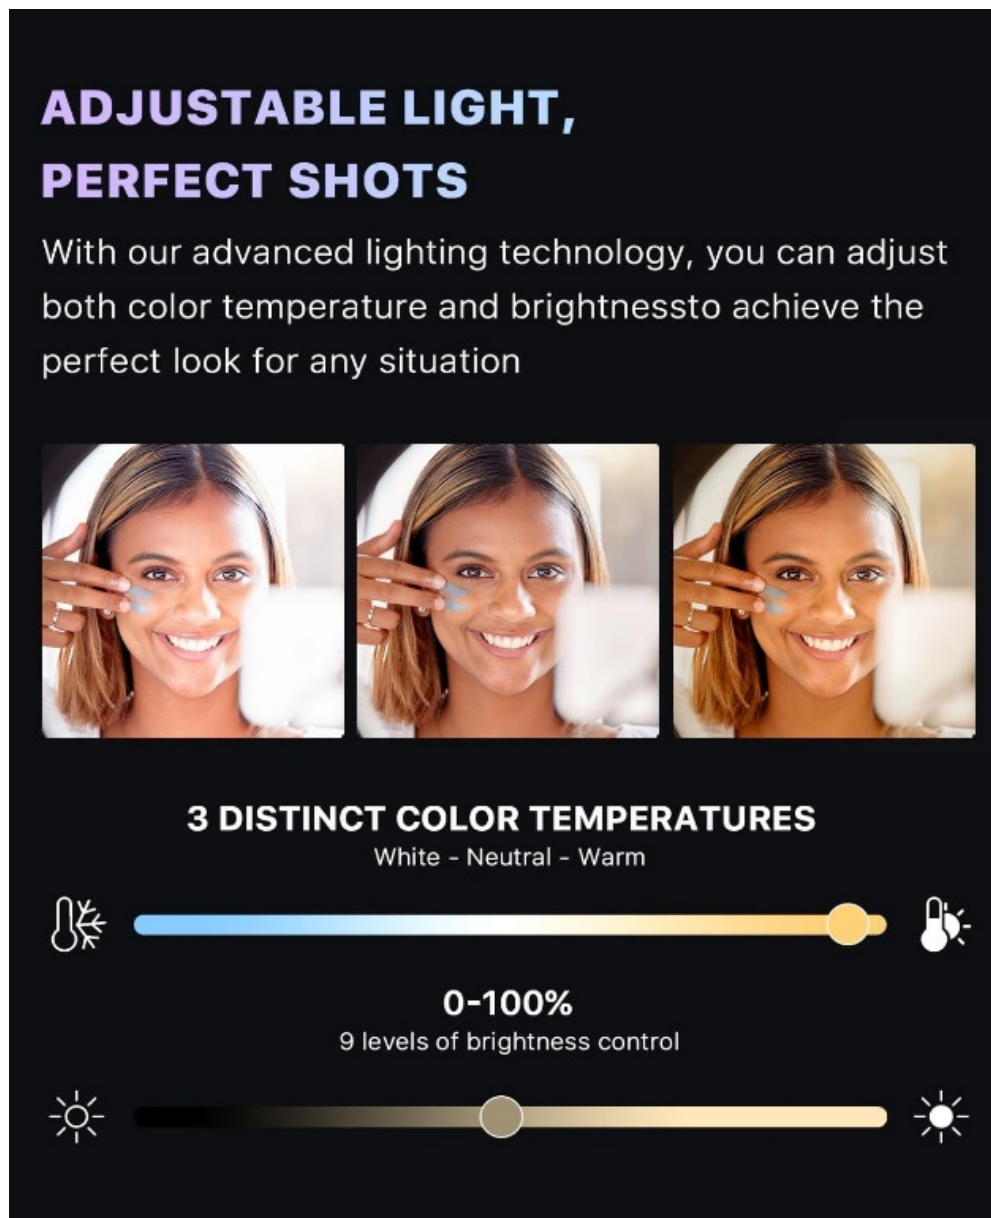 ADJUSTABLE LIGHT,
PERFECT SHOTS
With our advanced lighting technology, you can adjust
both color temperature and brightnessto achieve the
perfect look for any situation
3 DISTINCT COLOR TEMPERATURES
White - Neutral - Warm
0-100%
9 levels of brightness control